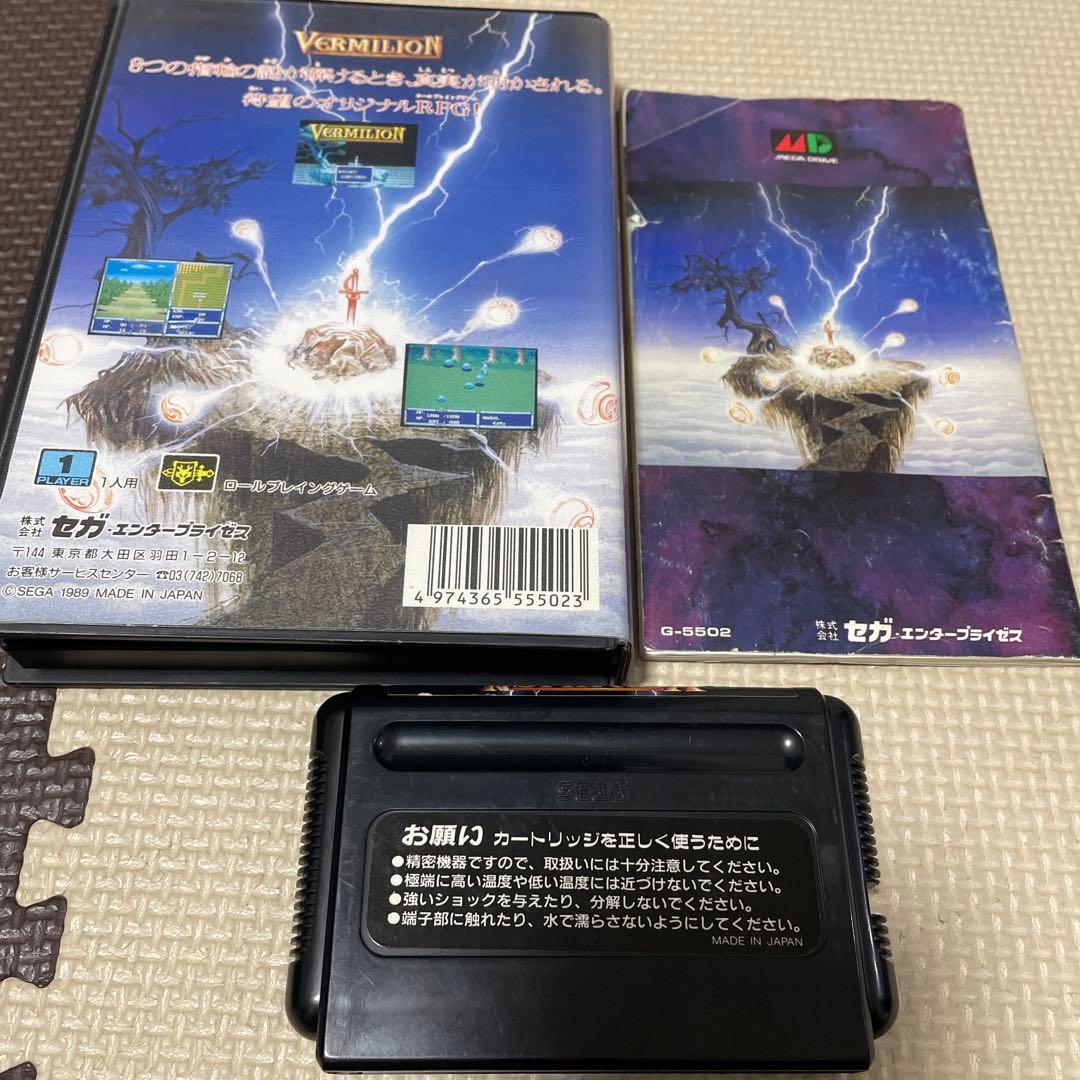 VERMILION
8つの指輪の謎が解けるとき、真実が明かされる。
待望のオリジナルRPG!
ロールプレイングゲーム
VERMILION
1
PLAYER
1人用
ロールプレイングゲーム
株式会社 セガ・エンタープライゼス
〒144 東京都大田区羽田1-2-12
お客様サービスセンター ☎03(742)7068
©SEGA 1989 MADE IN JAPAN
4 974365 555023
MD
MEGA DRIVE
G-5502
株式会社 セガ・エンタープライゼス
SEGA
お願い カートリッジを正しく使うために
●精密機器ですので、取扱いには十分注意してください。
●極端に高い温度や低い温度には近づけないでください。
●強いショックを与えたり、分解しないでください。
●端子部に触れたり、水で濡らさないようにしてください。
MADE IN JAPAN